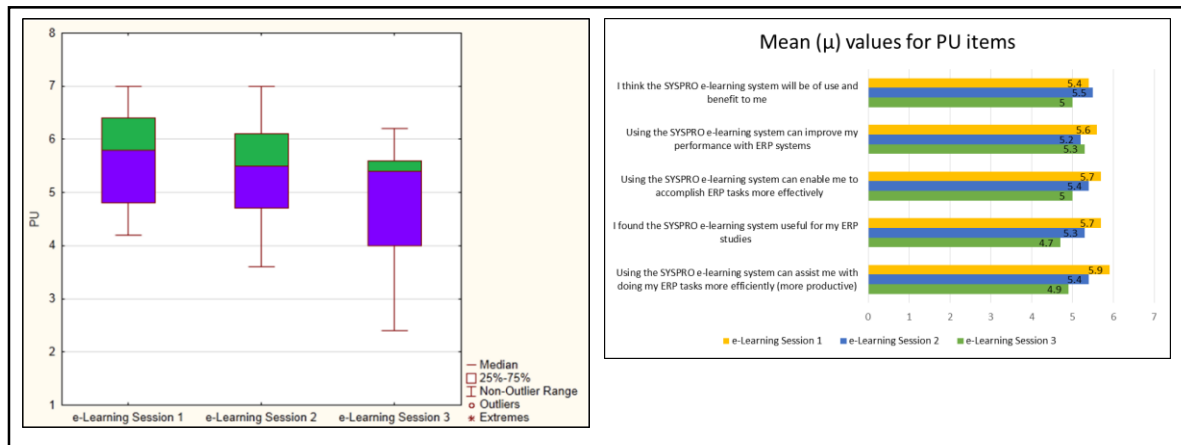 8
7
6
5
4
3
2
1
PU
e-Learning Session 1 e-Learning Session 2 e-Learning Session 3
Median
25%-75%
Non-Outlier Range
Outliers
Extremes
Mean (μ) values for PU items
I think the SYSPRO e-learning system will be of use and
benefit to me
5.4
5.5
5
Using the SYSPRO e-learning system can improve my
performance with ERP systems
5.6
5.2
5.3
Using the SYSPRO e-learning system can enable me to
accomplish ERP tasks more effectively
5.7
5.4
5
I found the SYSPRO e-learning system useful for my ERP
studies
5.7
5.3
4.7
Using the SYSPRO e-learning system can assist me with
doing my ERP tasks more efficiently (more productive)
5.9
5.4
4.9
0 1 2 3 4 5 6 7
e-Learning Session 1 e-Learning Session 2 e-Learning Session 3